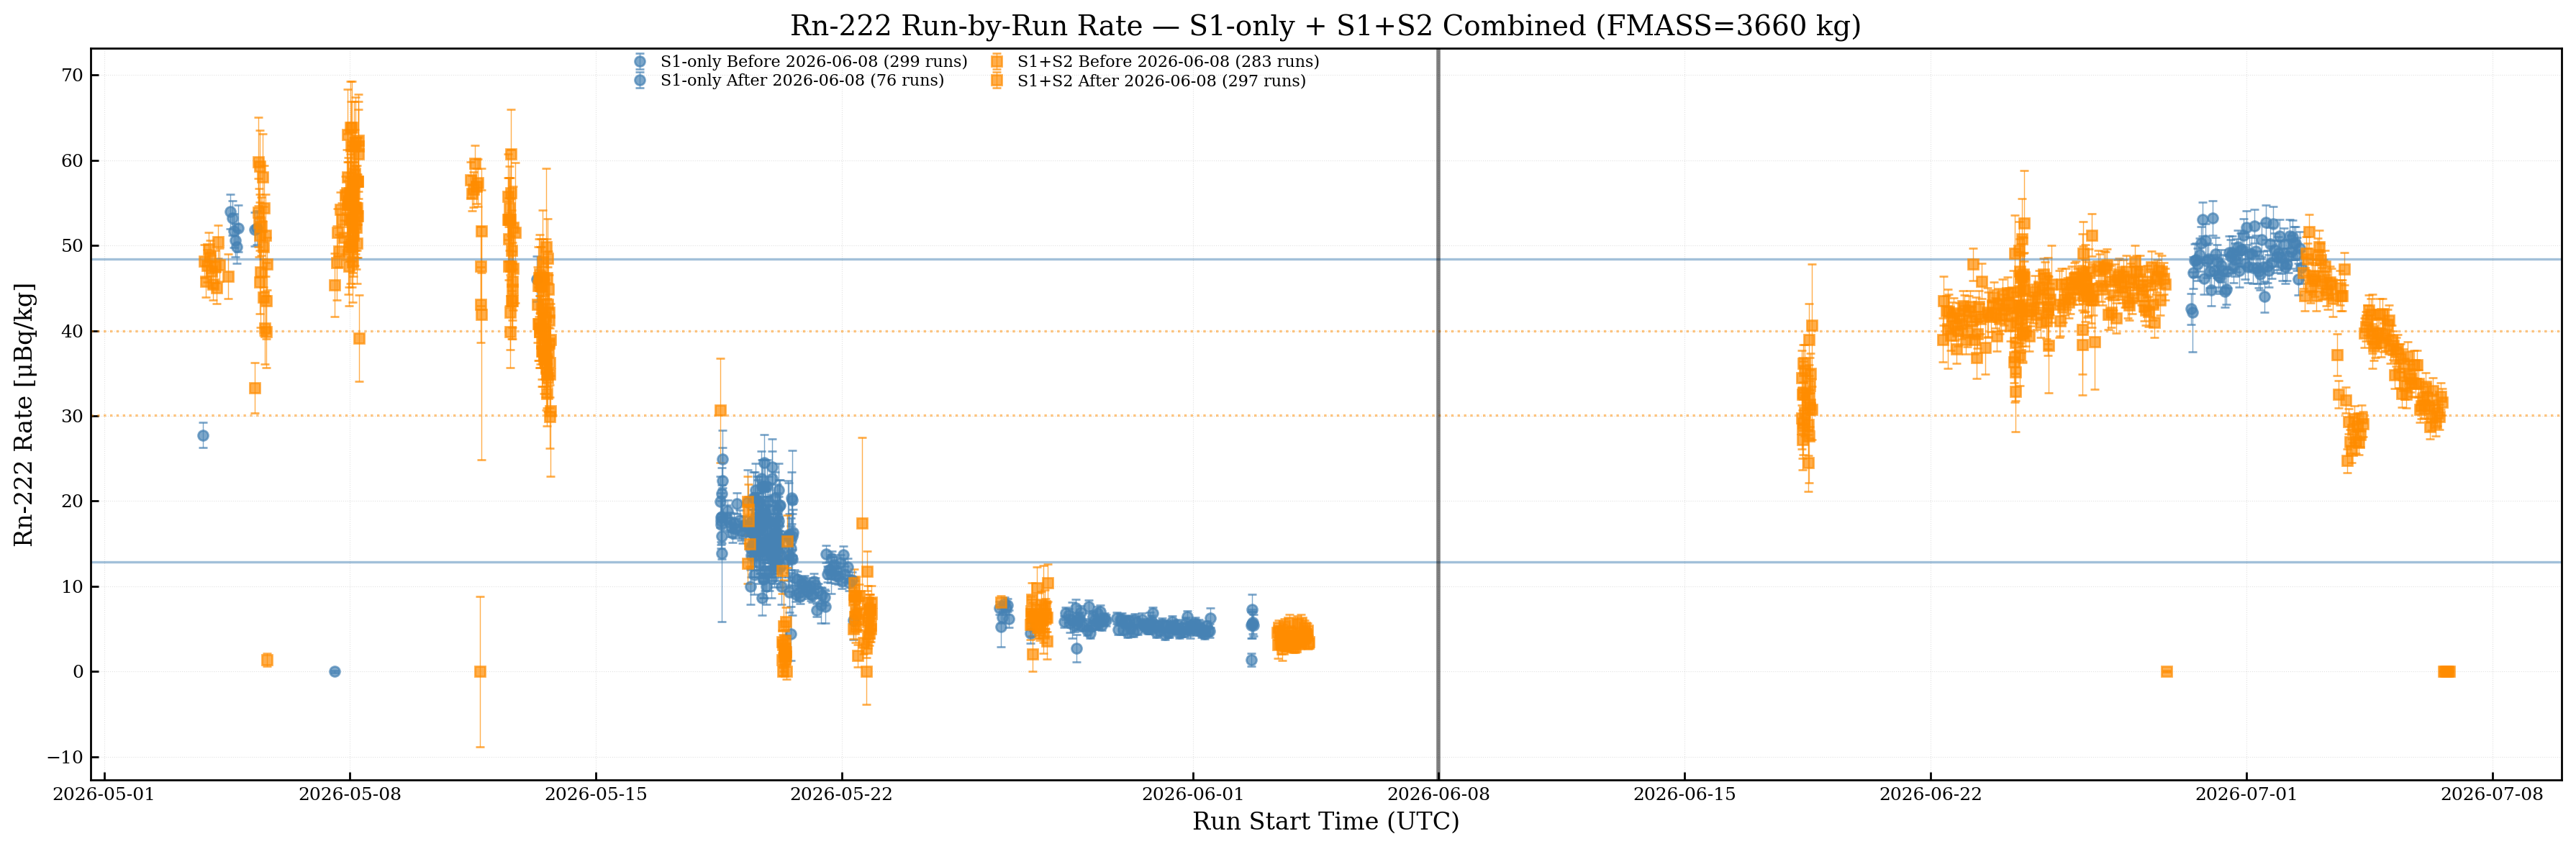 Rn-222 Run-by-Run Rate — S1-only + S1+S2 Combined (FMASS=3660 kg)
S1-only Before 2026-06-08 (299 runs)
S1-only After 2026-06-08 (76 runs)
S1+S2 Before 2026-06-08 (283 runs)
S1+S2 After 2026-06-08 (297 runs)
Rn-222 Rate [μBq/kg]
70
60
50
40
30
20
10
0
−10
2026-05-01 2026-05-08 2026-05-15 2026-05-22 2026-06-01 2026-06-08 2026-06-15 2026-06-22 2026-07-01 2026-07-08
Run Start Time (UTC)